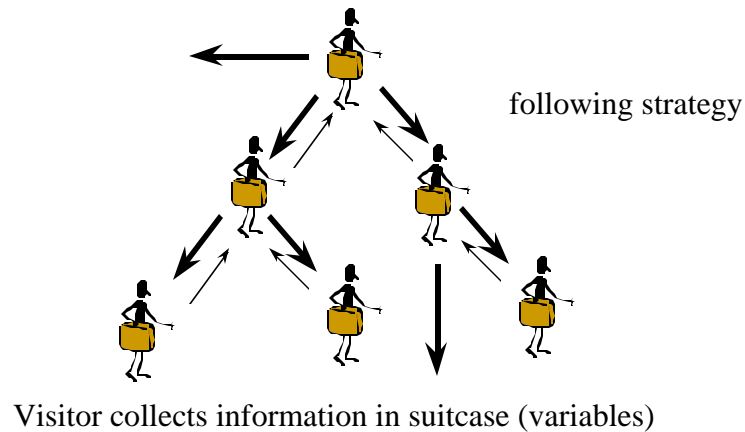 following strategy
Visitor collects information in suitcase (variables)